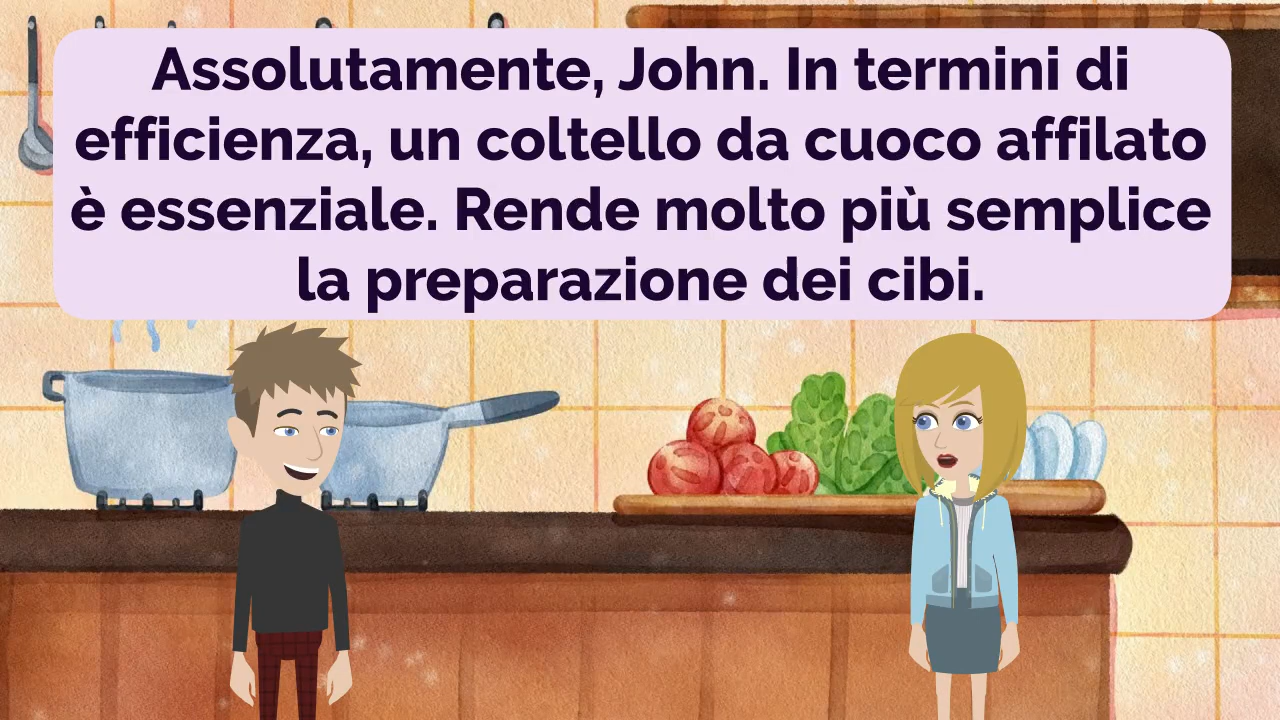 Assolutamente, John. In termini di
efficienza, un coltello da cuoco affilato
è essenziale. Rende molto più semplice
la preparazione dei cibi.